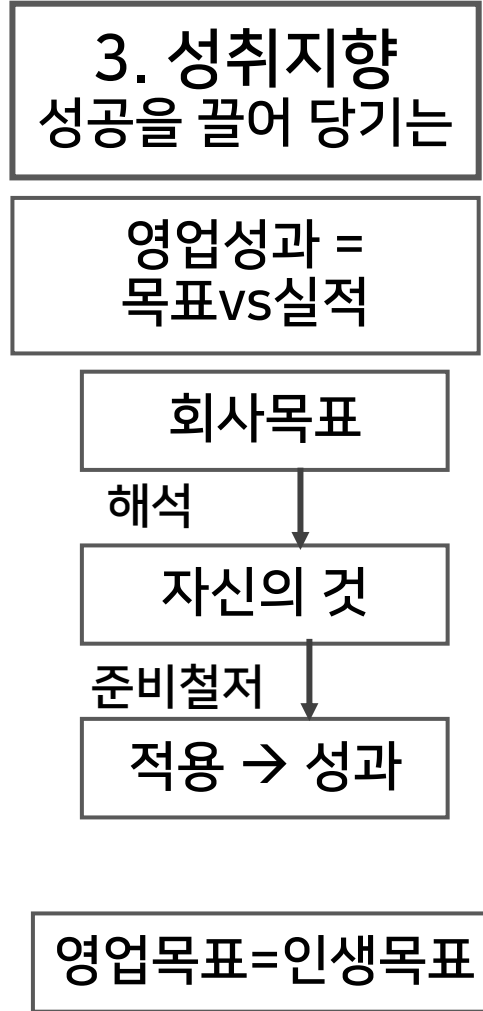 3. 성취지향
성공을 끌어 당기는
영업성과 =
목표vs실적
회사목표
해석
자신의 것
준비철저
적용 → 성과
영업목표=인생목표